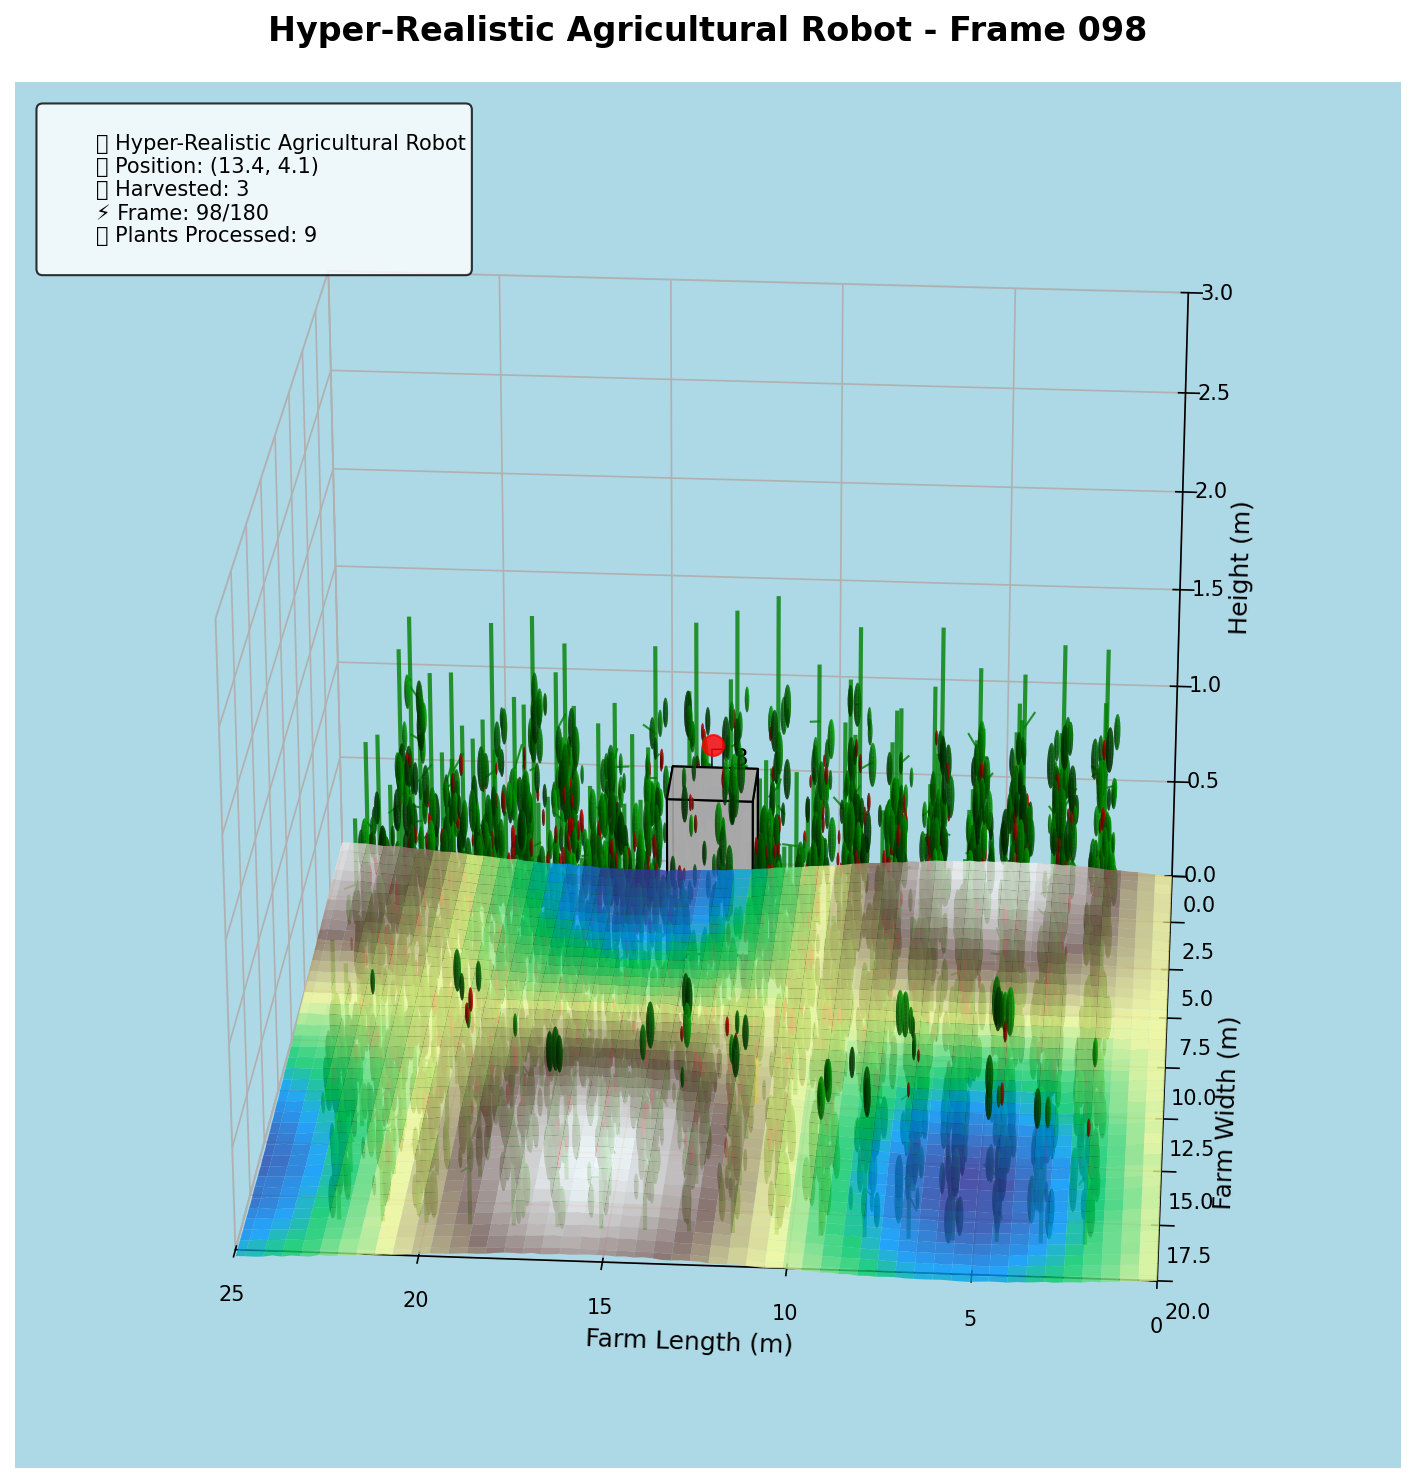 Hyper-Realistic Agricultural Robot - Frame 098
Hyper-Realistic Agricultural Robot
Position: (13.4, 4.1)
Harvested: 3
⚡ Frame: 98/180
Plants Processed: 9
3.0
2.5
2.0
1.5
1.0
0.5
0.0
Height (m)
3
0.0
2.5
5.0
7.5
10.0
12.5
15.0
17.5
20.0
Farm Width (m)
25
20
15
10
5
0
Farm Length (m)